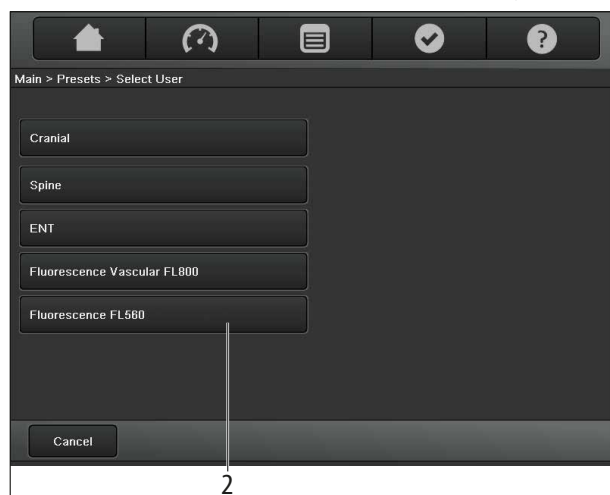 ?
Main > Presets > Select User
Cranial
Spine
ENT
Fluorescence Vascular FL800
Fluorescence FL560
Cancel
2